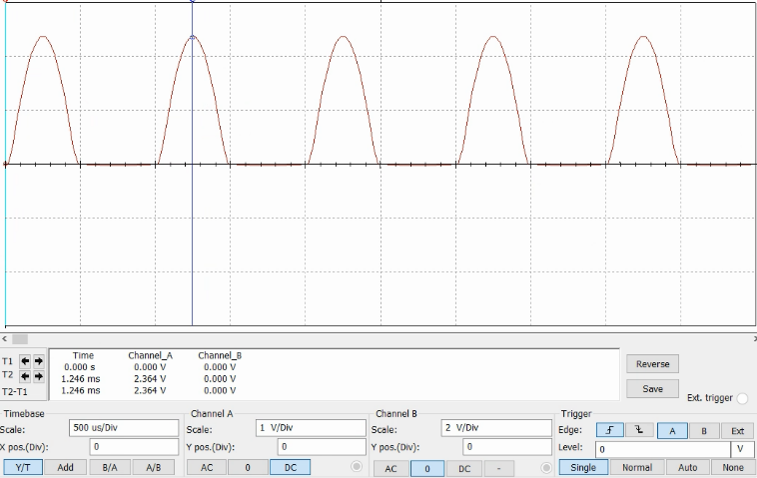 Time Channel_A Channel_B
T1 0.000 s 0.000 V 0.000 V
T2 1.246 ms 2.364 V 0.000 V
T2-T1 1.246 ms 2.364 V 0.000 V
Reverse
Save
Ext. trigger
Timebase Channel A Channel B Trigger
Scale: 500 us/Div Scale: 1 V/Div Scale: 2 V/Div Edge: A B Ext
X pos.(Div): 0 Y pos.(Div): 0 Y pos.(Div): 0 Level: 0 V
Y/T Add B/A A/B AC 0 DC AC 0 DC - Single Normal Auto None